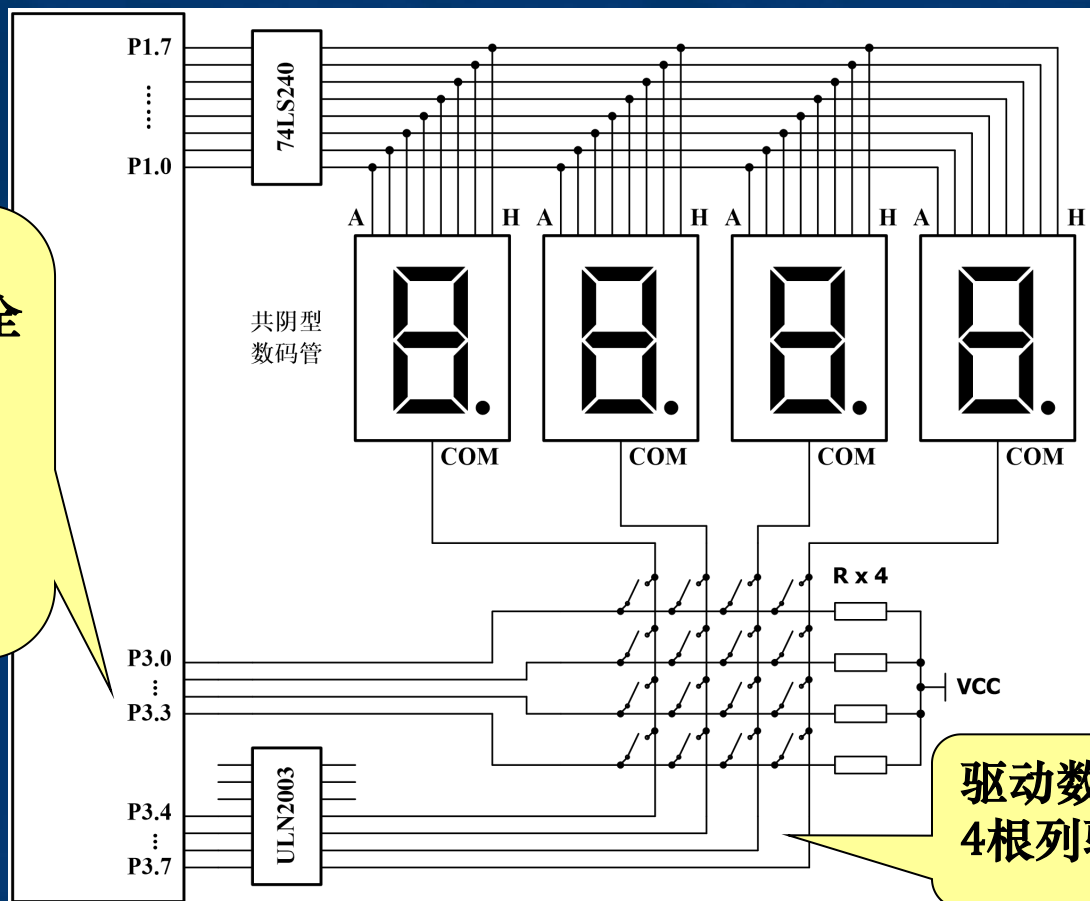 P1.7
......
P1.0
74LS240
A H A H A H A H
全
共阴型
数码管
COM COM COM COM
R x 4
VCC
P3.0
...
P3.3
ULN2003
P3.4
...
P3.7
驱动数
4根列